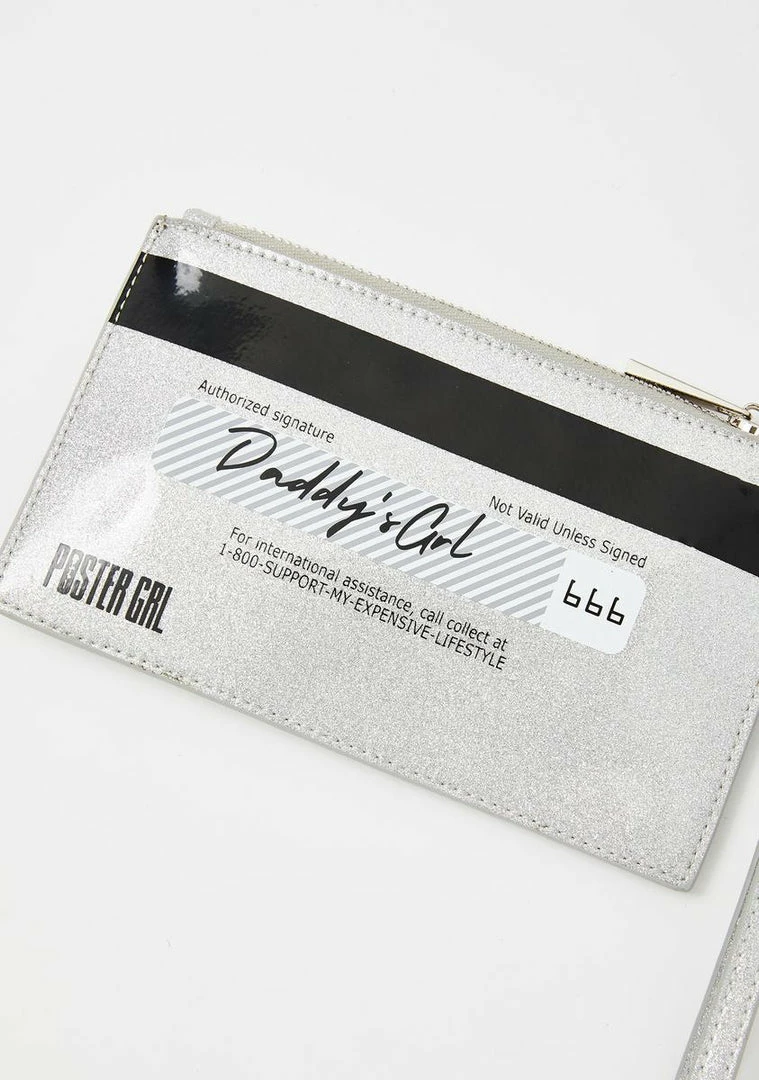 Authorized signature
Daddy's Girl
Not Valid Unless Signed
666
For international assistance, call collect at
1-800-SUPPORT-MY-EXPENSIVE-LIFESTYLE
POSTER GRL